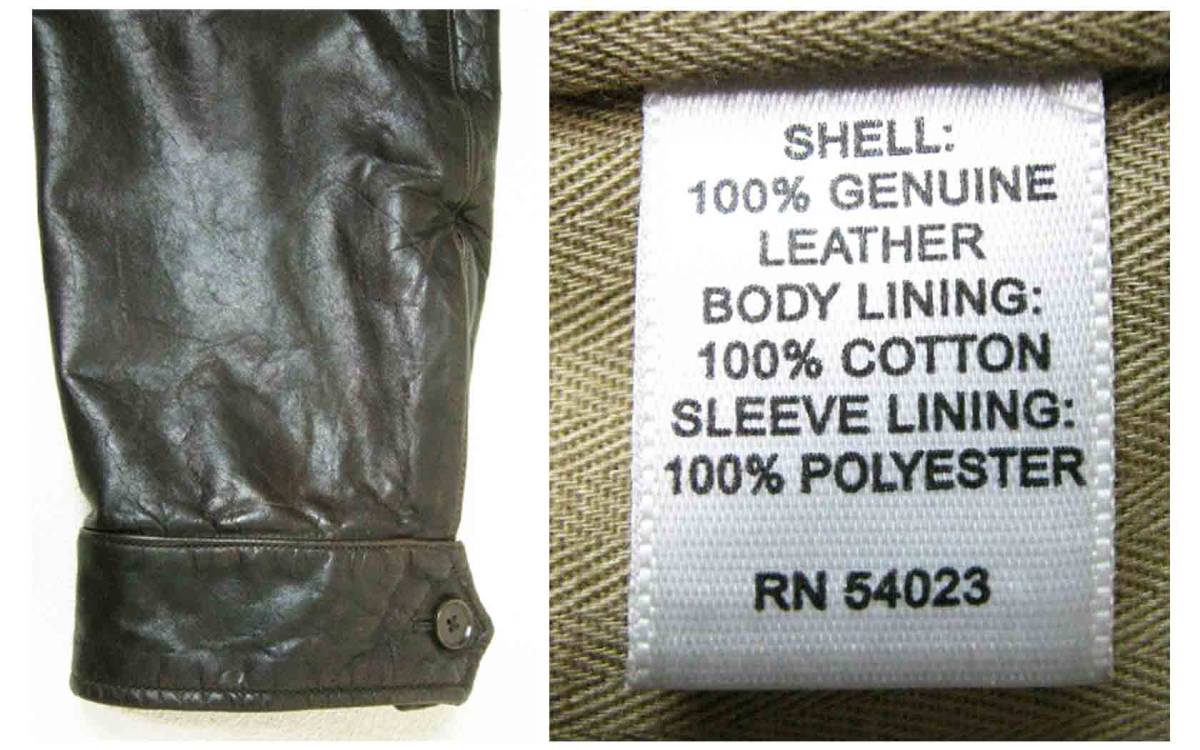 SHELL:
100% GENUINE
LEATHER
BODY LINING:
100% COTTON
SLEEVE LINING:
100% POLYESTER
RN 54023